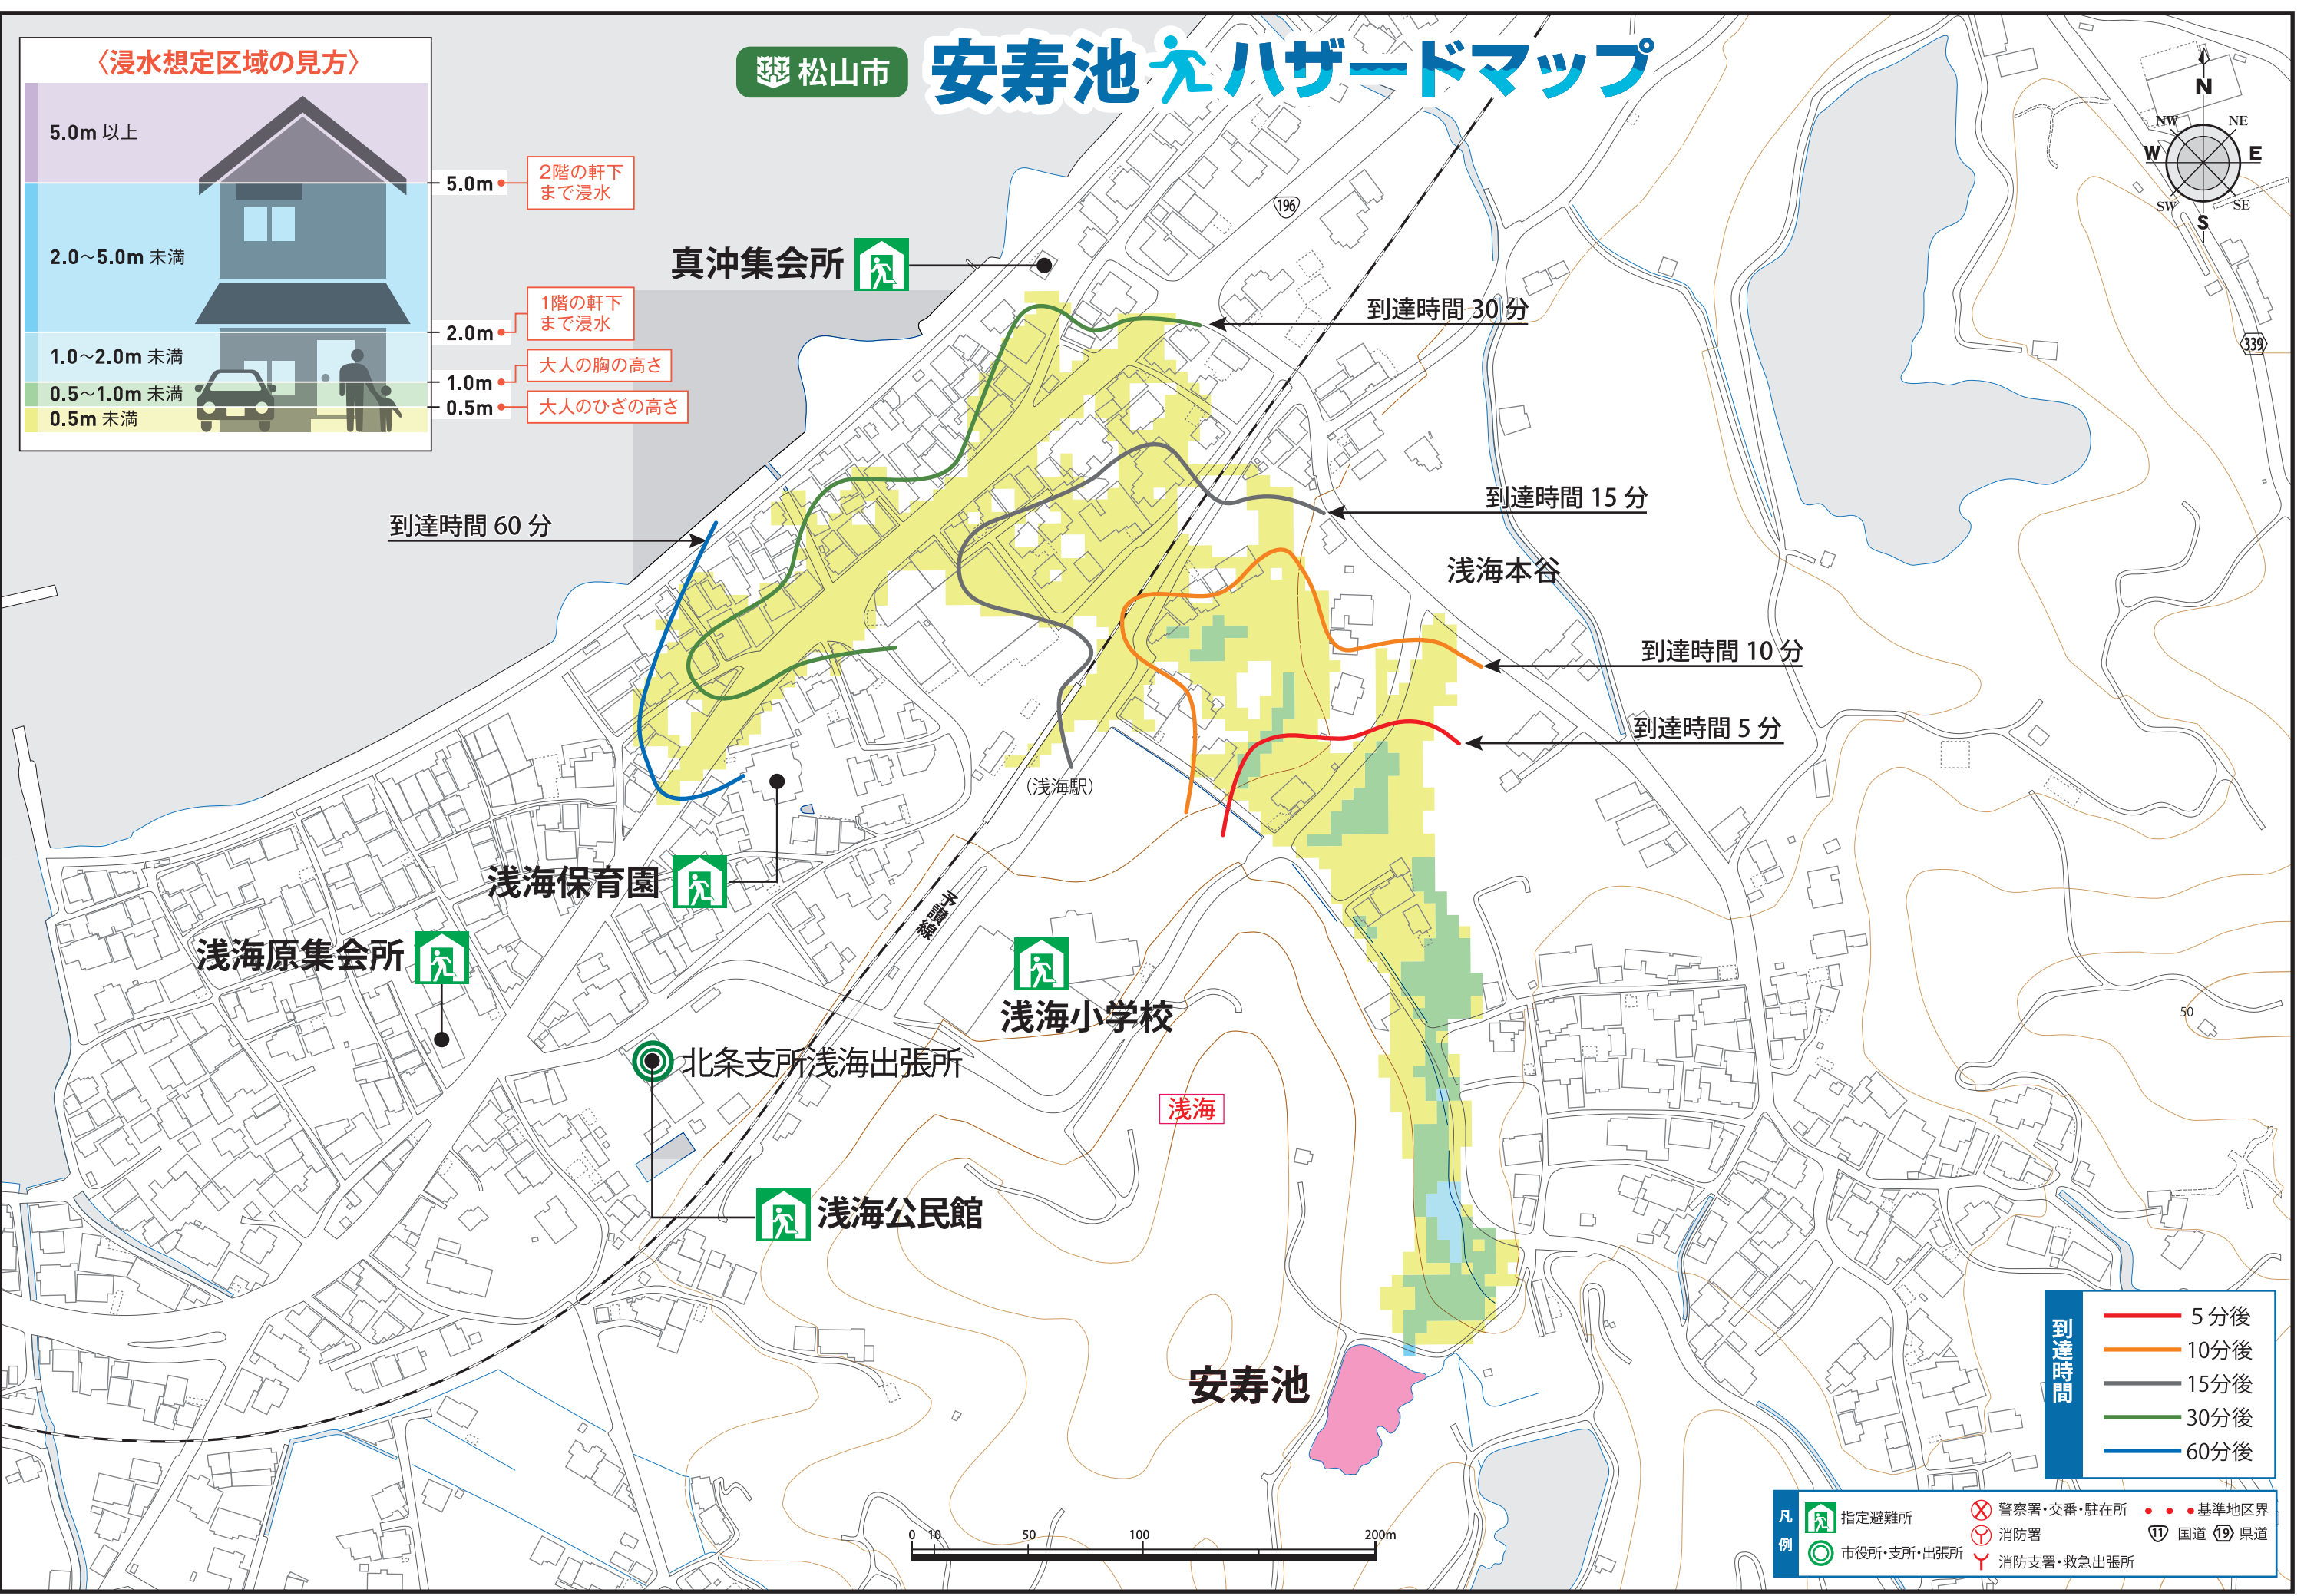 松山市
安寿池 ハザードマップ
〈浸水想定区域の見方〉
5.0m 以上
2.0~5.0m 未満
1.0~2.0m 未満
0.5~1.0m 未満
0.5m 未満
5.0m
2階の軒下
まで浸水
2.0m
1階の軒下
まで浸水
1.0m
大人の胸の高さ
0.5m
大人のひざの高さ
N
NE
E
SE
S
SW
W
NW
196
339
真沖集会所
到達時間 30 分
到達時間 15 分
到達時間 60 分
浅海本谷
到達時間 10 分
到達時間 5 分
(浅海駅)
浅海保育園
予讃線
浅海原集会所
浅海小学校
50
北条支所浅海出張所
浅海
浅海公民館
安寿池
到達時間
5 分後
10分後
15分後
30分後
60分後
0 10 50 100 200m
凡例
指定避難所
市役所・支所・出張所
警察署・交番・駐在所
消防署
消防支署・救急出張所
基準地区界
11 国道 19 県道